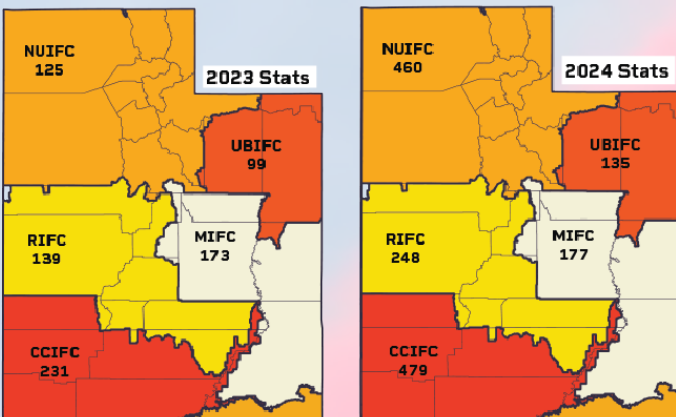 2023 Stats
NUIFC
125
UBIFC
99
RIFC
139
MIFC
173
CCIFC
231
2024 Stats
NUIFC
460
UBIFC
135
RIFC
248
MIFC
177
CCIFC
479